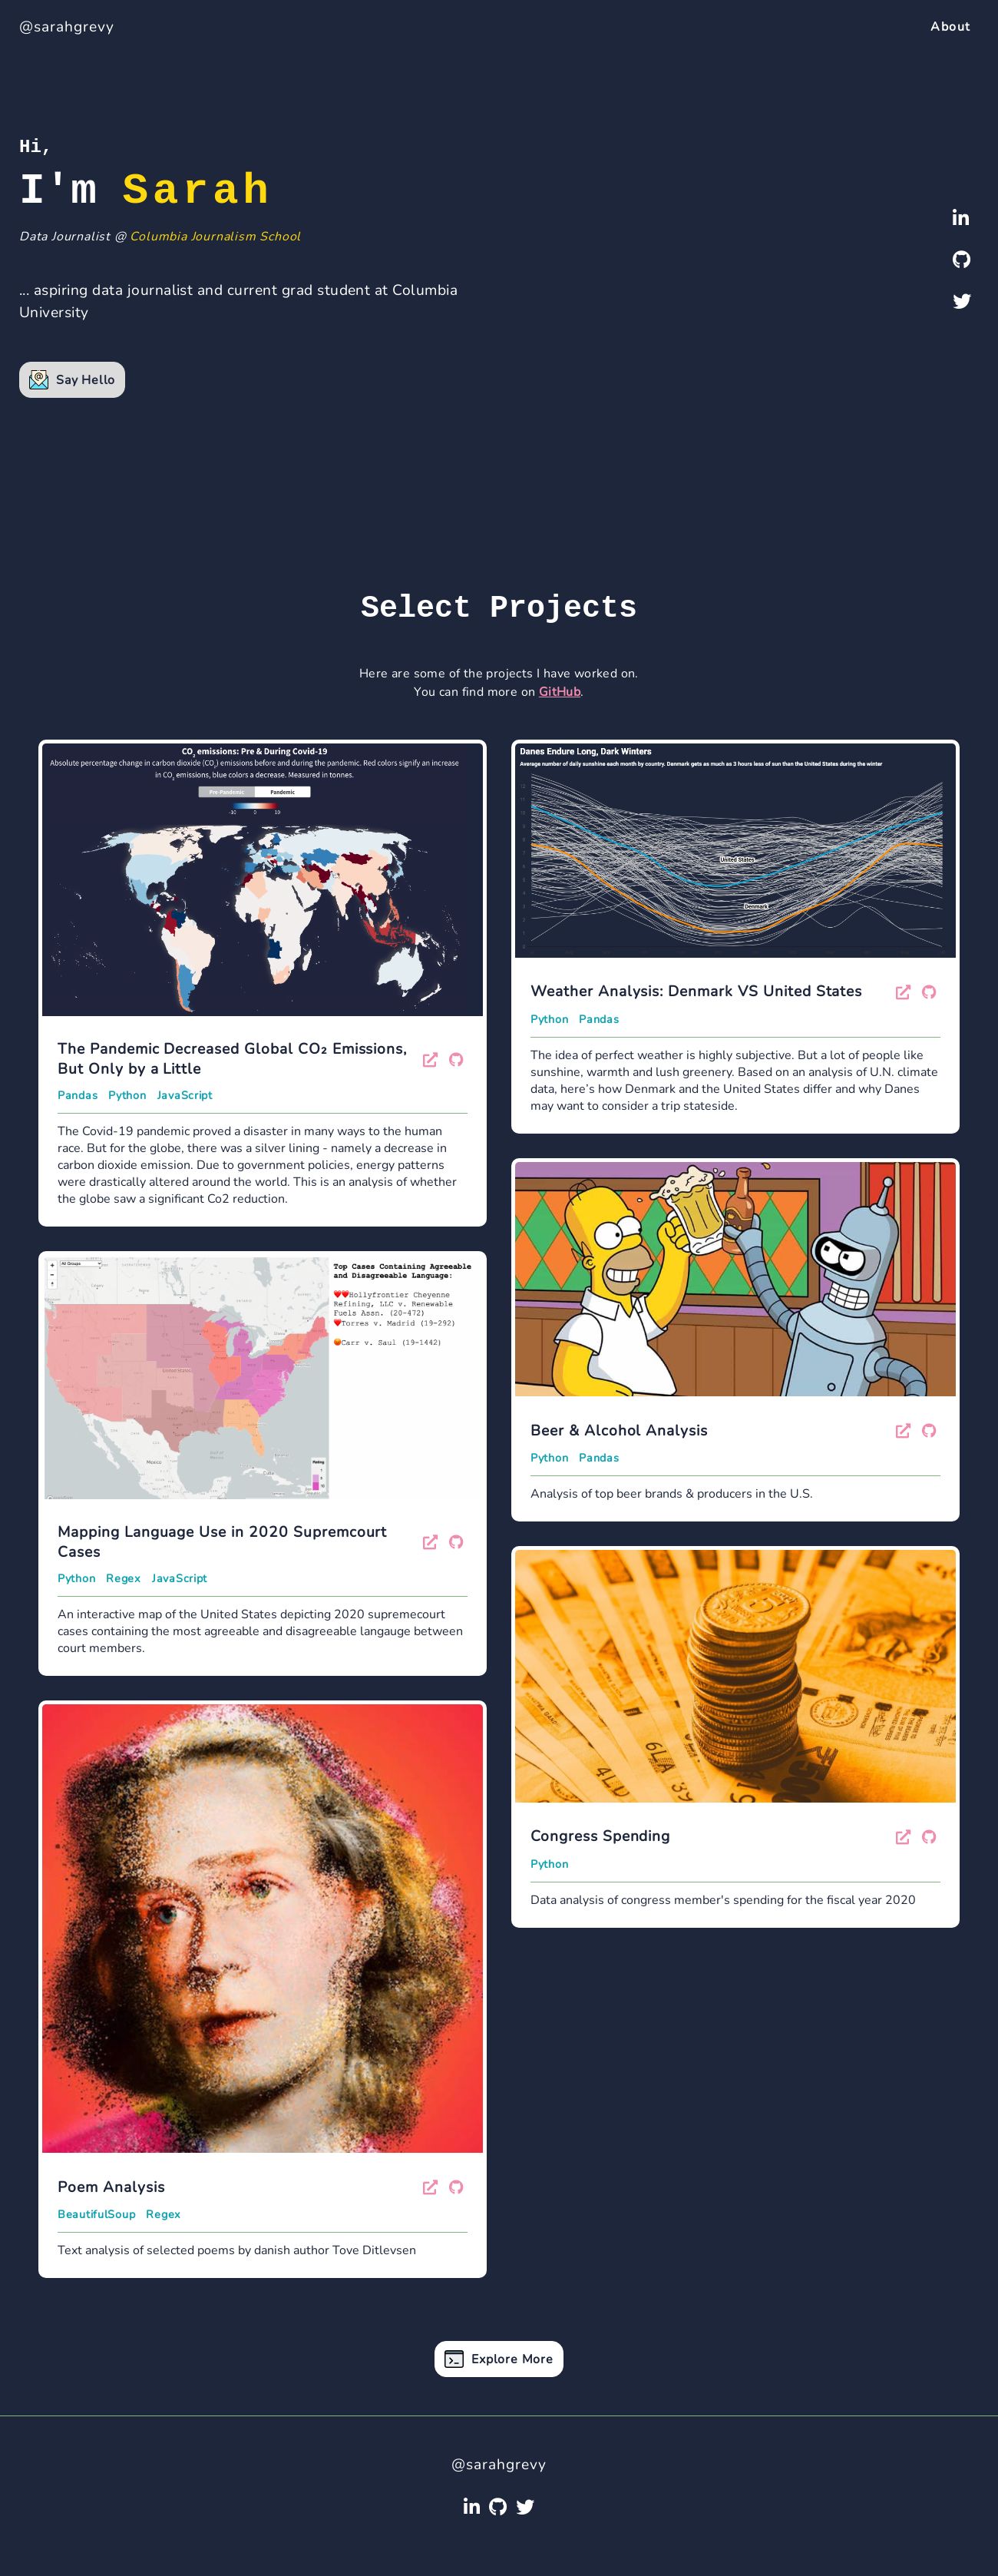 @sarahgrevy
About
Hi,
I'm Sarah
Data Journalist @ Columbia Journalism School
... aspiring data journalist and current grad student at Columbia
University
Say Hello
Select Projects
Here are some of the projects I have worked on.
You can find more on GitHub.
CO2 emissions: Pre & During Covid-19
Absolute percentage change in carbon dioxide (CO2) emissions before and during the pandemic. Red colors signify an increase
in CO2 emissions, blue colors a decrease. Measured in tonnes.
Pre-Pandemic Pandemic
-10 0 10
The Pandemic Decreased Global CO₂ Emissions,
But Only by a Little
Pandas Python JavaScript
The Covid-19 pandemic proved a disaster in many ways to the human
race. But for the globe, there was a silver lining - namely a decrease in
carbon dioxide emission. Due to government policies, energy patterns
were drastically altered around the world. This is an analysis of whether
the globe saw a significant Co2 reduction.
Danes Endure Long, Dark Winters
Average number of daily sunshine each month by country. Danmark gets as much as 3 hours less of sun than the United States during the winter
United States
Denmark
Weather Analysis: Denmark VS United States
Python Pandas
The idea of perfect weather is highly subjective. But a lot of people like
sunshine, warmth and lush greenery. Based on an analysis of U.N. climate
data, here's how Denmark and the United States differ and why Danes
may want to consider a trip stateside.
All Groups
Top Cases Containing Agreeable
and Disagreeable Language:
Hollyfrontier Cheyenne
Refining, LLC v. Renewable
Fuels Assn. (20-472)
Torres v. Madrid (19-292)
Carr v. Saul (19-1442)
Mexico
Cuba
Rating
Mapping Language Use in 2020 Supremcourt
Cases
Python Regex JavaScript
An interactive map of the United States depicting 2020 supremecourt
cases containing the most agreeable and disagreeable langauge between
court members.
Beer & Alcohol Analysis
Python Pandas
Analysis of top beer brands & producers in the U.S.
Congress Spending
Python
Data analysis of congress member's spending for the fiscal year 2020
Poem Analysis
BeautifulSoup Regex
Text analysis of selected poems by danish author Tove Ditlevsen
Explore More
@sarahgrevy